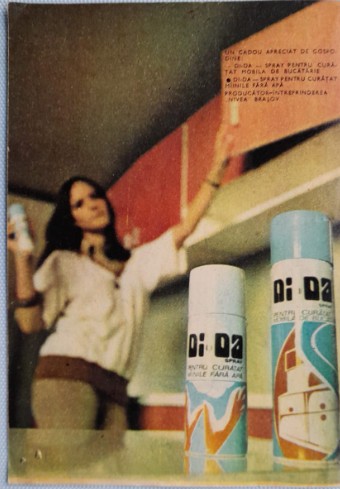 UN CADOU APRECIAT DE GOSPO-
DINE:
- DI-DA — SPRAY PENTRU CURĂ-
ȚAT MOBILA DE BUCĂTĂRIE
● DI-DA — SPRAY PENTRU CURĂȚAT
MÎINILE FĂRĂ APĂ
PRODUCĂTOR=ÎNTREPRINDEREA
NIVEA BRAȘOV
Di-Da
SPRAY
PENTRU CURĂȚAT
MÎINILE FĂRĂ APĂ
Di-Da
SPRAY
PENTRU CURĂȚAT
MOBILA DE